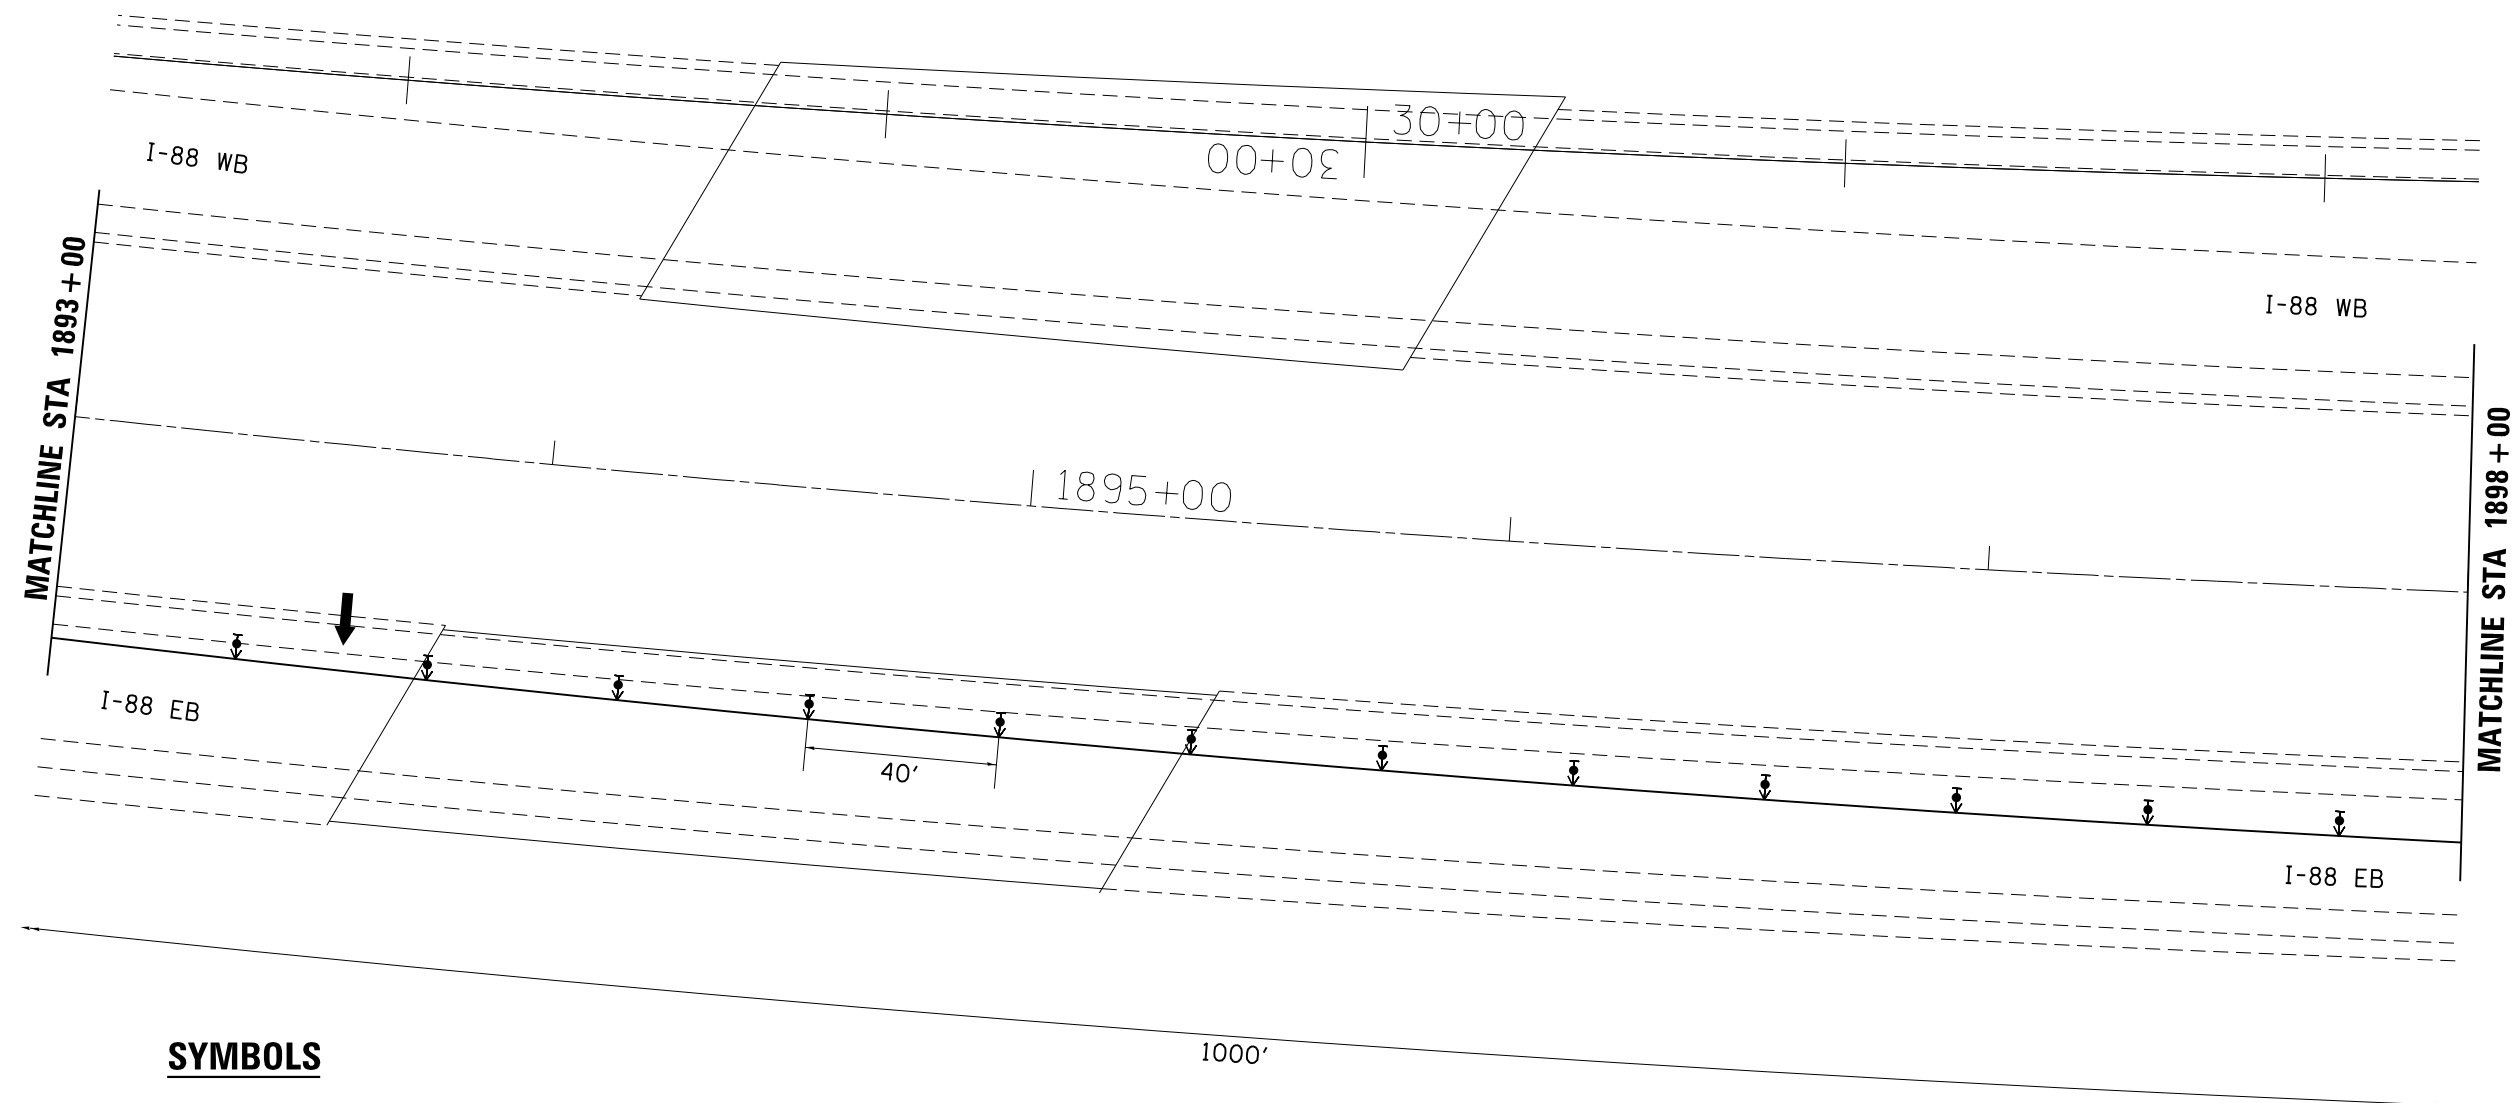 30+00
30+00
I-88 WB
I-88 WB
MATCHLINE STA 1893+00
MATCHLINE STA 1898+00
1895+00
I-88 EB
40'
I-88 EB
1000'
SYMBOLS